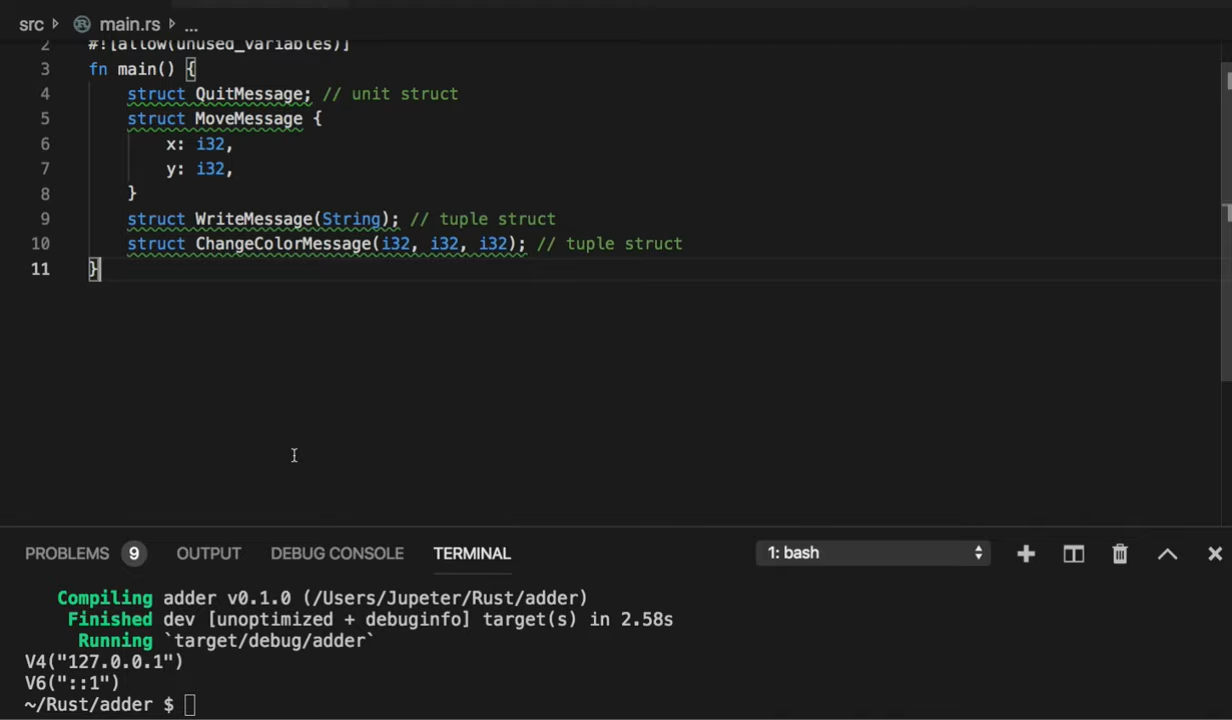 src > main.rs > ...
2 #![allow(unused_variables)]
3 fn main() {
4 struct QuitMessage; // unit struct
5 struct MoveMessage {
6 x: i32,
7 y: i32,
8 }
9 struct WriteMessage(String); // tuple struct
10 struct ChangeColorMessage(i32, i32, i32); // tuple struct
11 }
PROBLEMS 9 OUTPUT DEBUG CONSOLE TERMINAL 1: bash
Compiling adder v0.1.0 (/Users/Jupeter/Rust/adder)
Finished dev [unoptimized + debuginfo] target(s) in 2.58s
Running `target/debug/adder`
V4("127.0.0.1")
V6("::1")
~/Rust/adder $